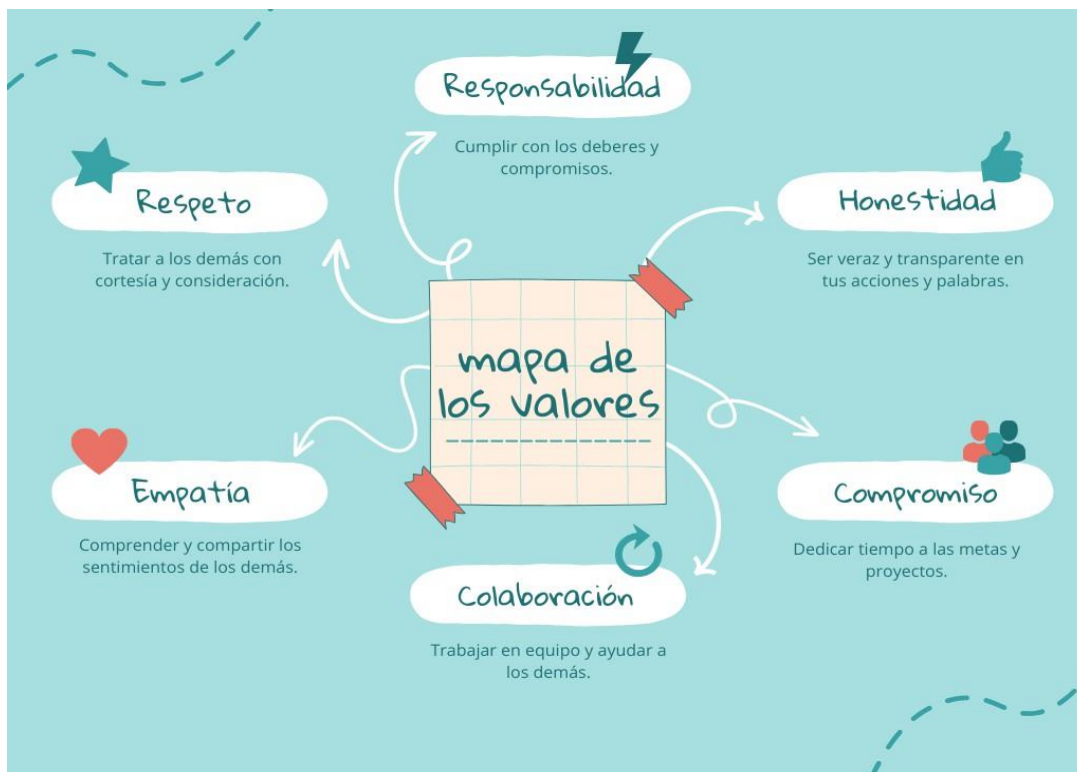 Responsabilidad
Cumplir con los deberes y
compromisos.
Respeto
Tratar a los demás con
cortesía y consideración.
Honestidad
Ser veraz y transparente en
tus acciones y palabras.
mapa de
los valores
Empatía
Comprender y compartir los
sentimientos de los demás.
Compromiso
Dedicar tiempo a las metas y
proyectos.
Colaboración
Trabajar en equipo y ayudar a
los demás.